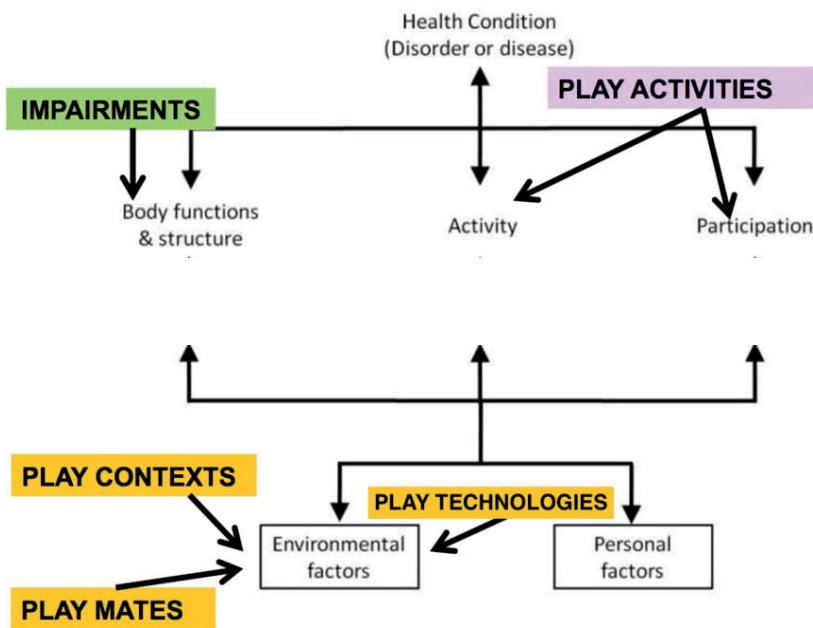 Health Condition
(Disorder or disease)
IMPAIRMENTS
PLAY ACTIVITIES
Body functions
& structure
Activity
Participation
PLAY CONTEXTS
PLAY TECHNOLOGIES
Environmental
factors
Personal
factors
PLAY MATES